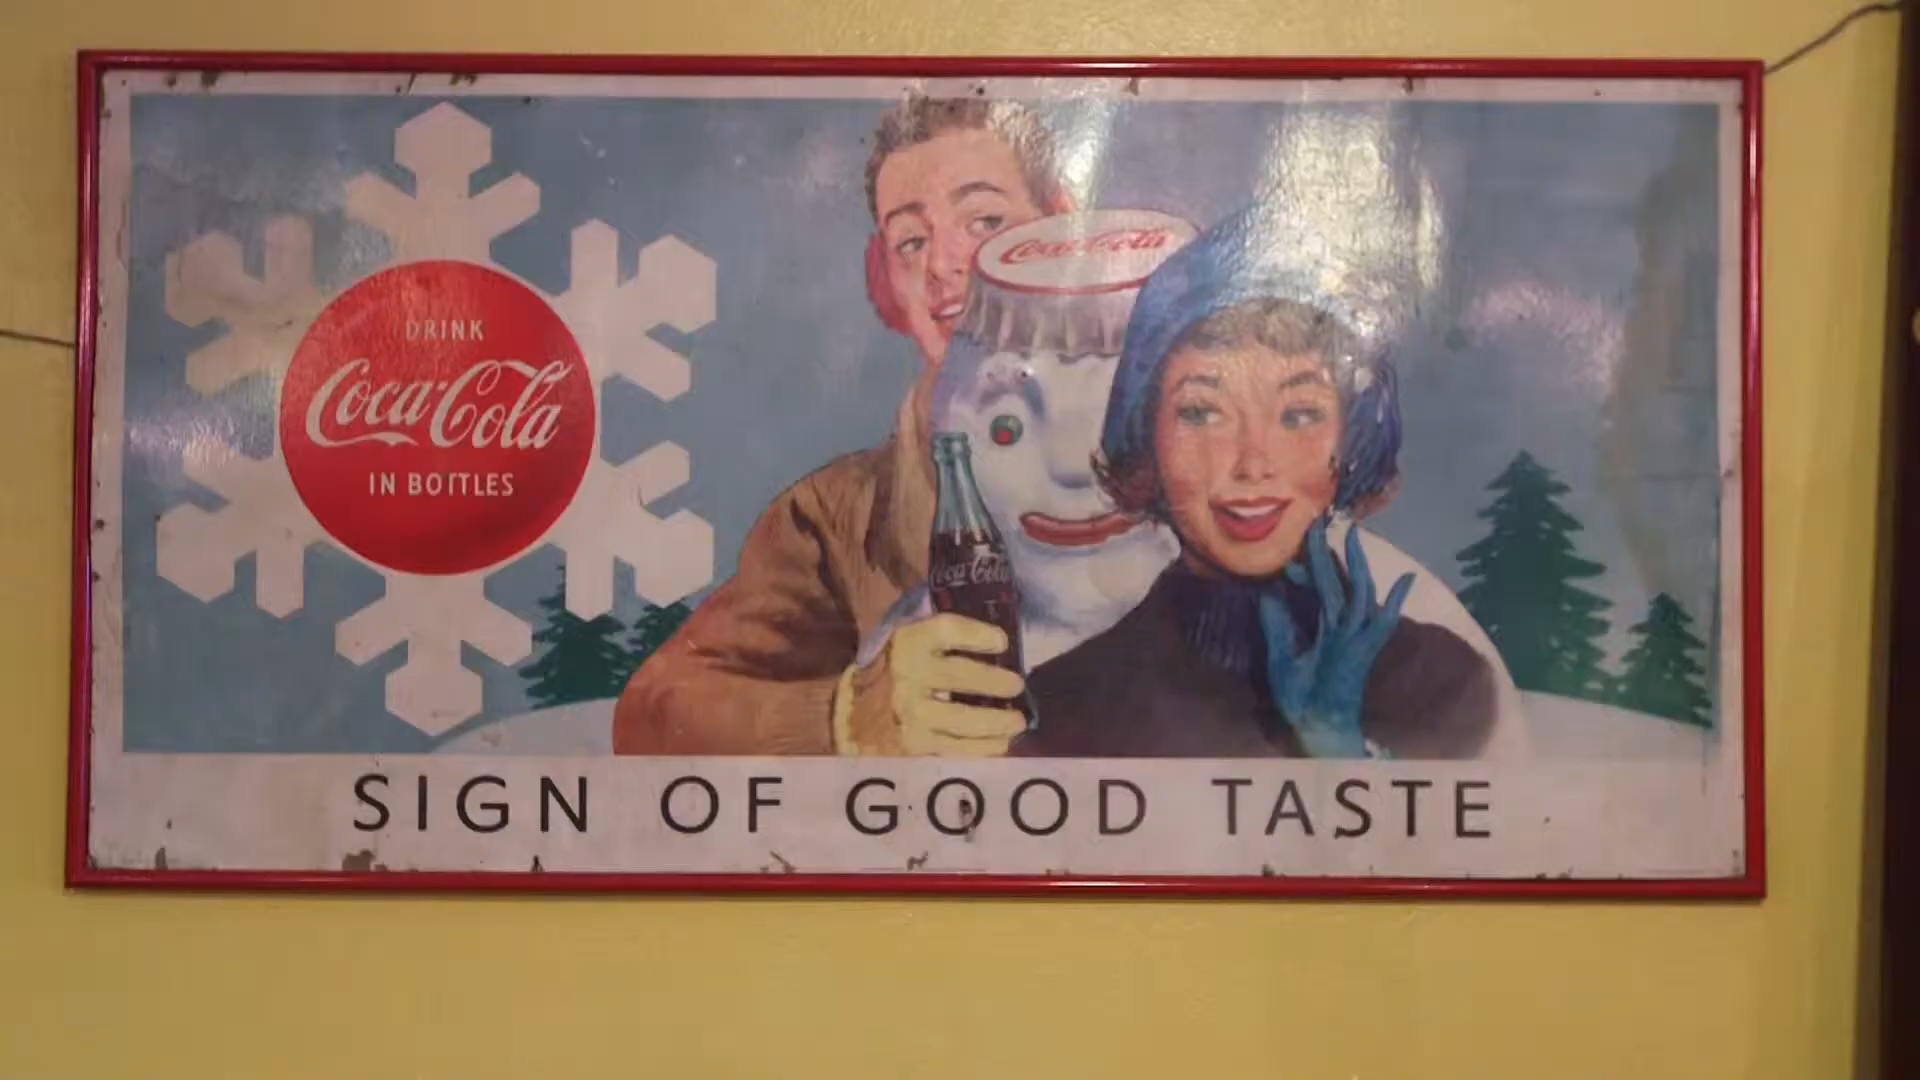 DRINK
Coca-Cola
IN BOTTLES
Coca-Cola
Coca-Cola
SIGN OF GOOD TASTE